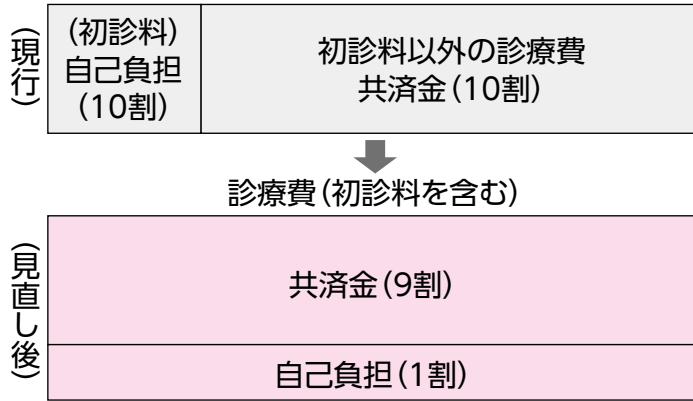 (現行)
(初診料)
自己負担
(10割)
初診料以外の診療費
共済金(10割)
診療費(初診料を含む)
(見直し後)
共済金(9割)
自己負担(1割)